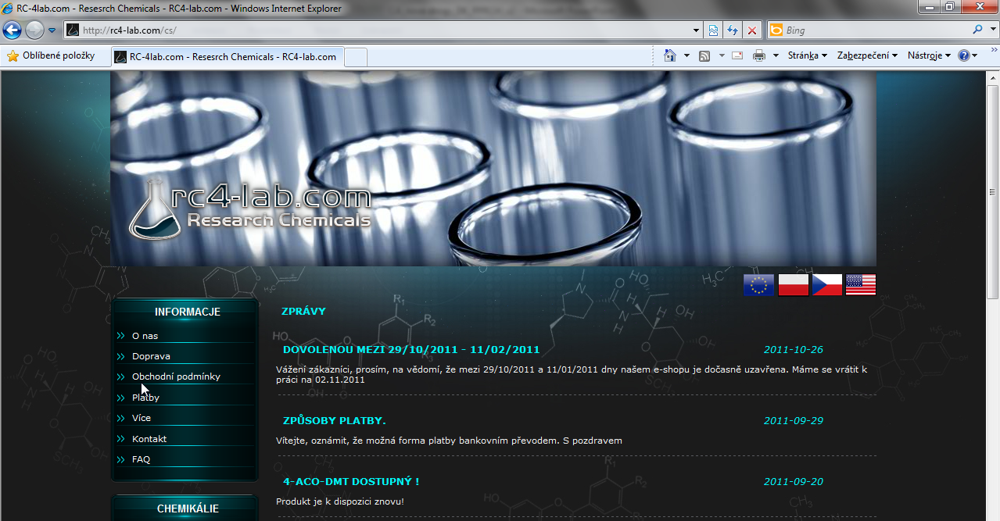 RC-4lab.com - Resesrch Chemicals - RC4-lab.com - Windows Internet Explorer
http://rc4-lab.com/cs/
Bing
Oblíbené položky
RC-4lab.com - Resesrch Chemicals - RC4-lab.com
Stránka
Zabezpečení
Nástroje
rc4-lab.com
Research Chemicals
INFORMACJE
O nas
Doprava
Obchodní podmínky
Platby
Více
Kontakt
FAQ
CHEMIKÁLIE
ZPRÁVY
DOVOLENOU MEZI 29/10/2011 - 11/02/2011 2011-10-26
Vážení zákazníci, prosím, na vědomí, že mezi 29/10/2011 a 11/01/2011 dny našem e-shopu je dočasně uzavřena. Máme se vrátit k
práci na 02.11.2011
ZPŮSOBY PLATBY. 2011-09-29
Vítejte, oznámit, že možná forma platby bankovním převodem. S pozdravem
4-ACO-DMT DOSTUPNÝ ! 2011-09-20
Produkt je k dispozici znovu!